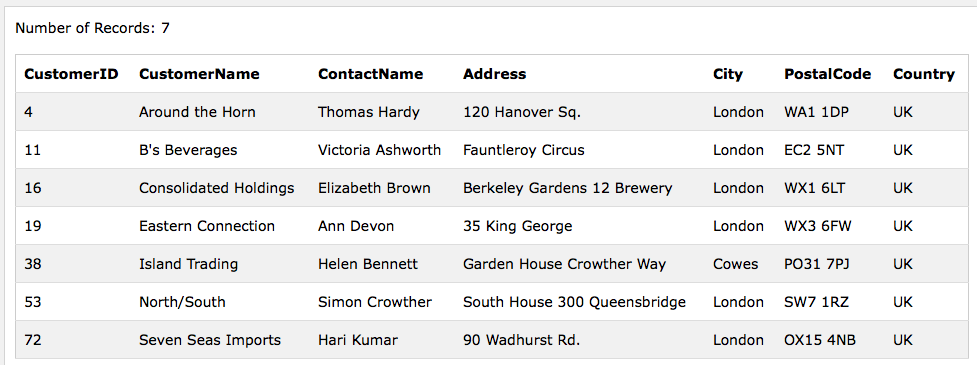 Number of Records: 7
CustomerID CustomerName ContactName Address City PostalCode Country
4 Around the Horn Thomas Hardy 120 Hanover Sq. London WA1 1DP UK
11 B's Beverages Victoria Ashworth Fauntleroy Circus London EC2 5NT UK
16 Consolidated Holdings Elizabeth Brown Berkeley Gardens 12 Brewery London WX1 6LT UK
19 Eastern Connection Ann Devon 35 King George London WX3 6FW UK
38 Island Trading Helen Bennett Garden House Crowther Way Cowes PO31 7PJ UK
53 North/South Simon Crowther South House 300 Queensbridge London SW7 1RZ UK
72 Seven Seas Imports Hari Kumar 90 Wadhurst Rd. London OX15 4NB UK